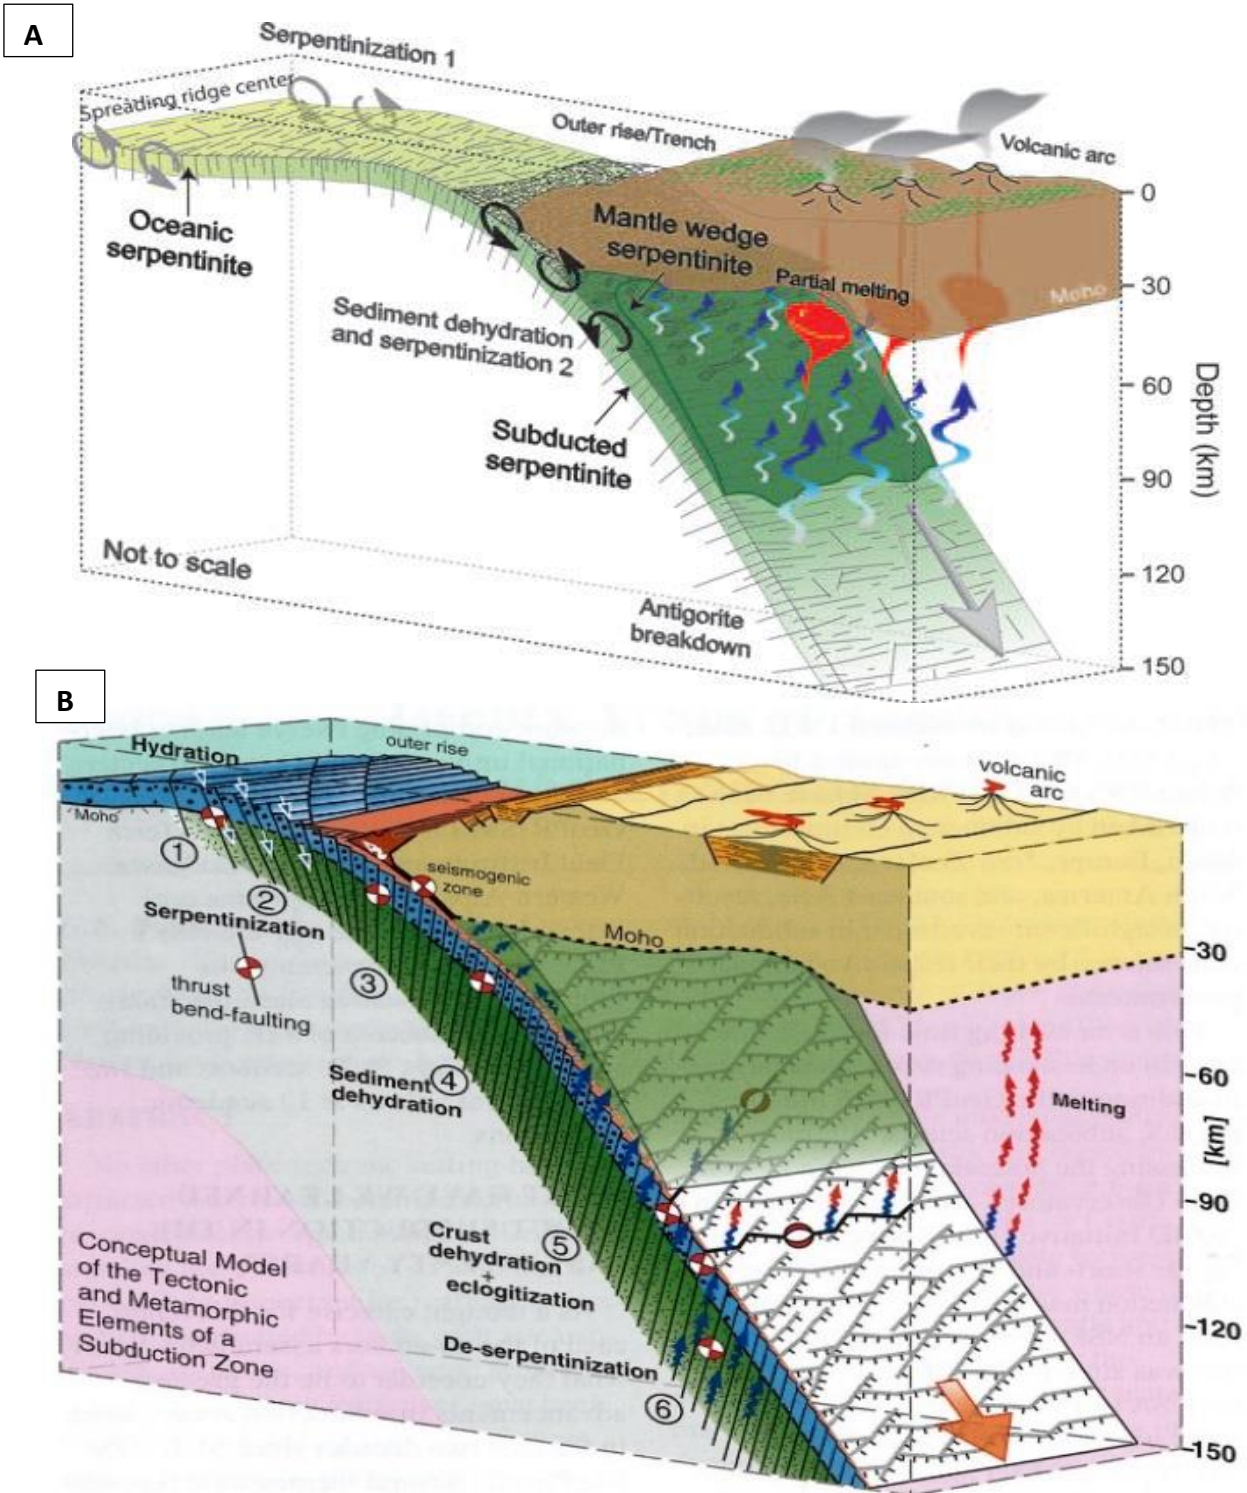 A
Serpentinization 1
Spreading ridge center
Outer rise/Trench
Volcanic arc
0
Oceanic
serpentinite
Mantle wedge
serpentinite
Partial melting
30
Moho
Sediment dehydration
and serpentinization 2
60
Depth (km)
Subducted
serpentinite
90
Not to scale
120
Antigorite
breakdown
150
B
Hydration
outer rise
volcanic
arc
Moho
1
seismogenic
zone
2
Serpentinization
Moho
30
3
thrust
bend-faulting
60
Sediment
dehydration
4
Melting
[km]
90
Crust
dehydration
+
eclogitization
5
Conceptual Model
of the Tectonic
and Metamorphic
Elements of a
Subduction Zone
120
De-serpentinization
6
150